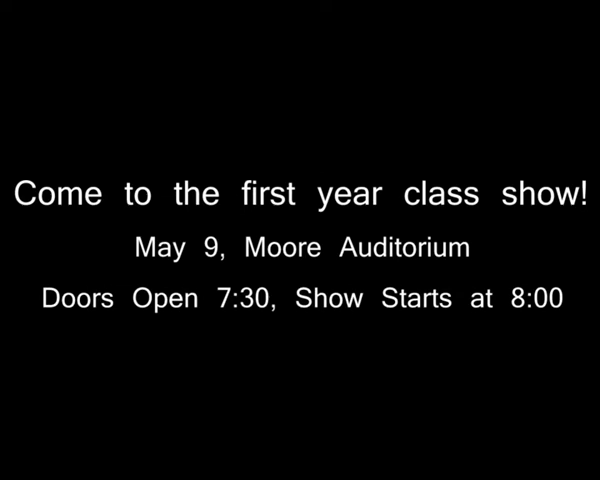 Come to the first year class show!
May 9, Moore Auditorium
Doors Open 7:30, Show Starts at 8:00